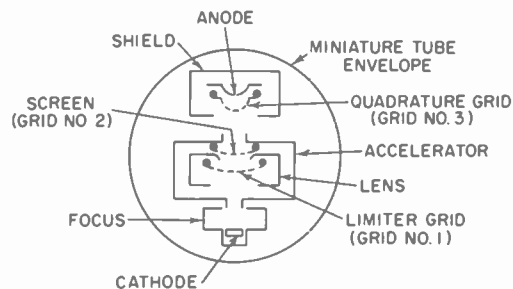 ANODE
SHIELD
MINIATURE TUBE
ENVELOPE
SCREEN
(GRID NO. 2)
QUADRATURE GRID
(GRID NO. 3)
ACCELERATOR
LENS
FOCUS
LIMITER GRID
(GRID NO. 1)
CATHODE